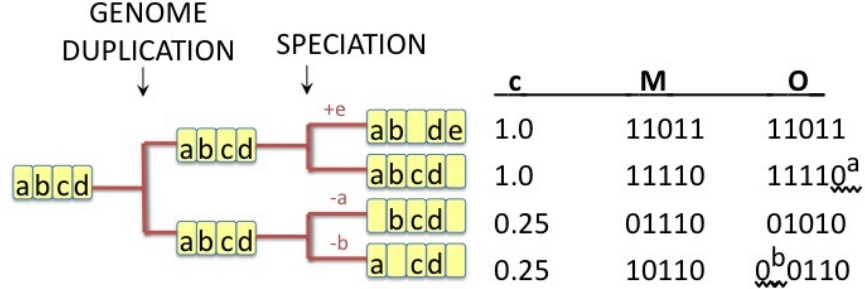 GENOME
DUPLICATION
SPECIATION
c M O
+e
ab de 1.0 11011 11011
abcd
abcd 1.0 11110 11110ᵃ
abcd
-a
bcd 0.25 01110 01010
abcd
-b
a cd 0.25 10110 0ᵇ0110